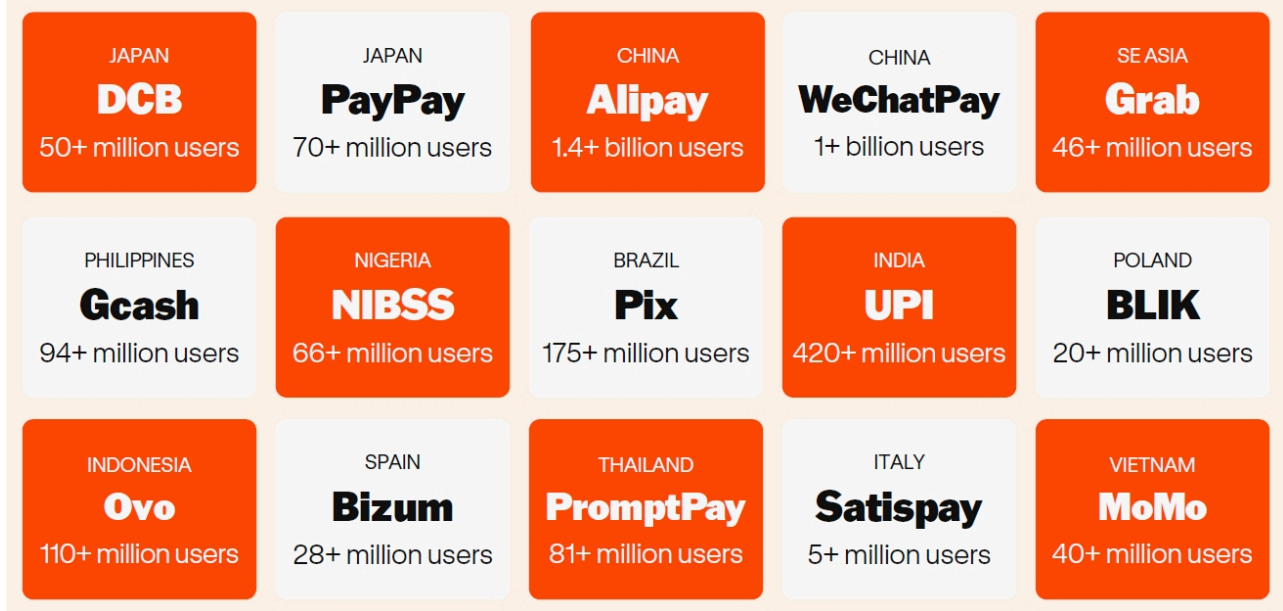 JAPAN
DCB
50+ million users
JAPAN
PayPay
70+ million users
CHINA
Alipay
1.4+ billion users
CHINA
WeChatPay
1+ billion users
SE ASIA
Grab
46+ million users
PHILIPPINES
Gcash
94+ million users
NIGERIA
NIBSS
66+ million users
BRAZIL
Pix
175+ million users
INDIA
UPI
420+ million users
POLAND
BLIK
20+ million users
INDONESIA
Ovo
110+ million users
SPAIN
Bizum
28+ million users
THAILAND
PromptPay
81+ million users
ITALY
Satispay
5+ million users
VIETNAM
MoMo
40+ million users